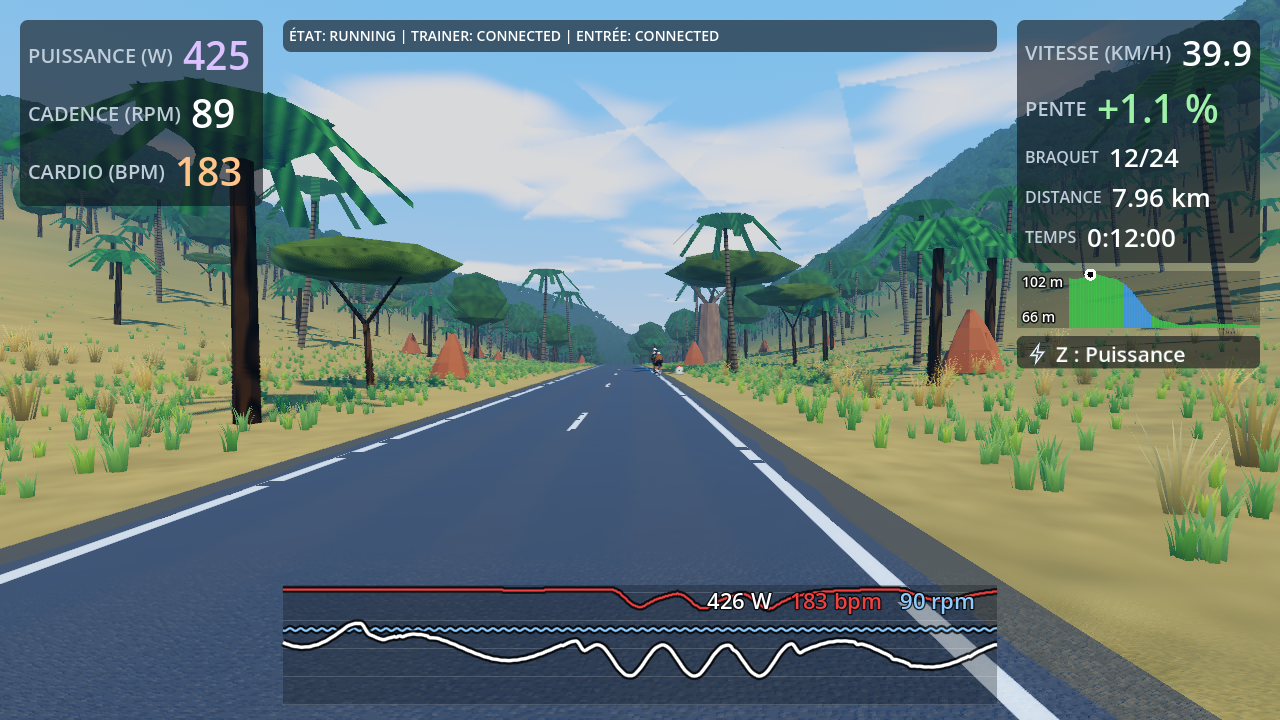 PUISSANCE (W) 425
CADENCE (RPM) 89
CARDIO (BPM) 183
ÉTAT: RUNNING | TRAINER: CONNECTED | ENTRÉE: CONNECTED
VITESSE (KM/H) 39.9
PENTE +1.1 %
BRAQUET 12/24
DISTANCE 7.96 km
TEMPS 0:12:00
102 m
66 m
Z : Puissance
426 W 183 bpm 90 rpm